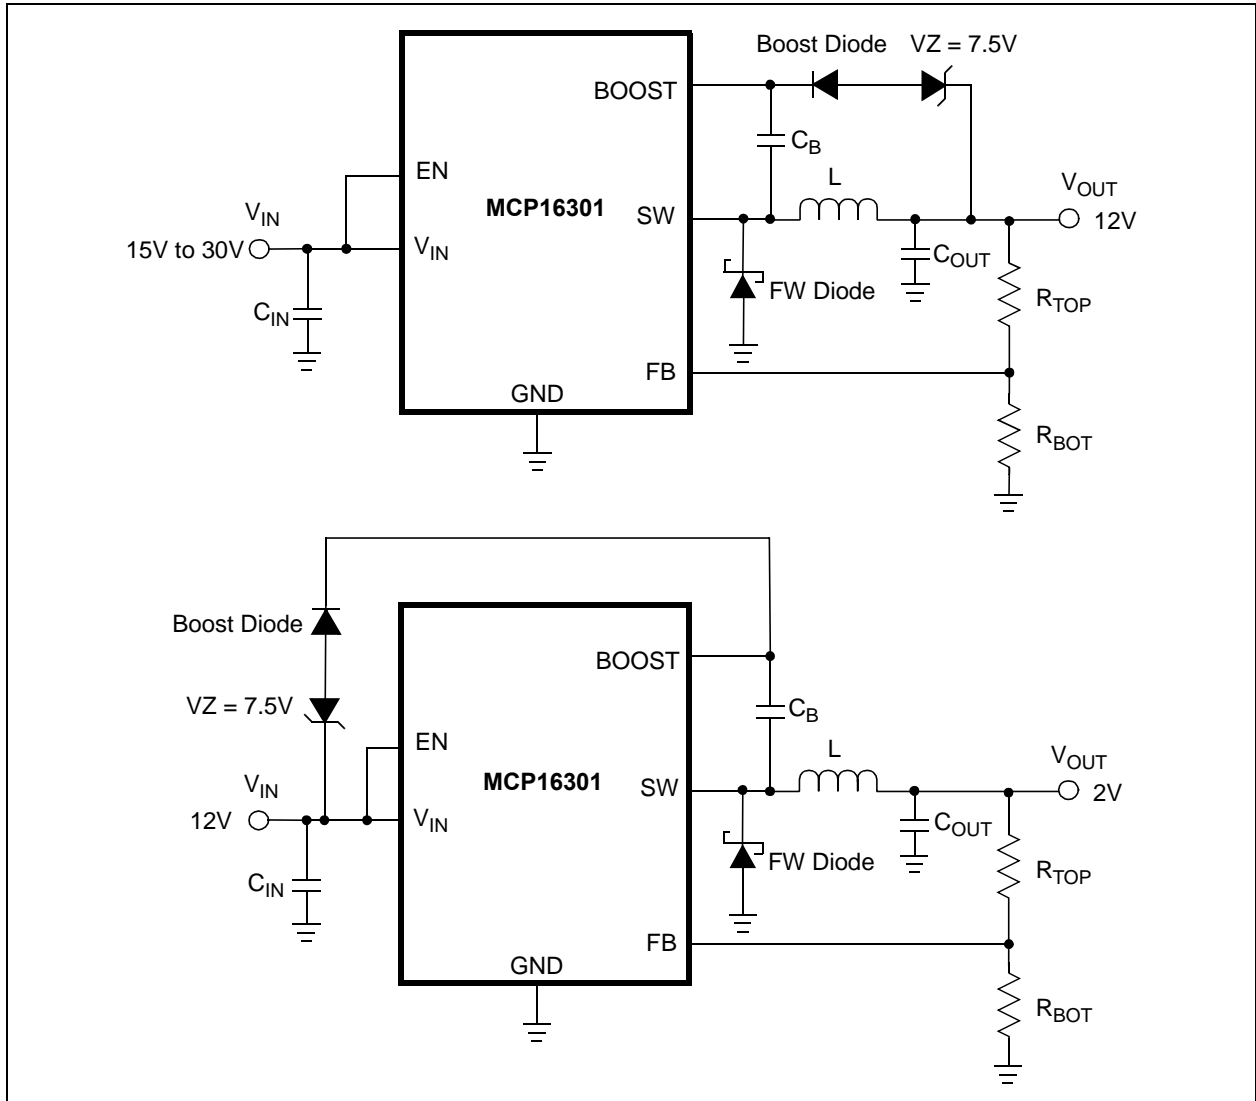 Boost Diode VZ = 7.5V
BOOST
C_B
EN
L
V_OUT
MCP16301
SW
12V
V_IN
15V to 30V
V_IN
C_OUT
FW Diode
R_TOP
C_IN
FB
GND
R_BOT
Boost Diode
BOOST
VZ = 7.5V
C_B
EN
L
V_OUT
V_IN
MCP16301
SW
2V
12V
V_IN
C_OUT
FW Diode
R_TOP
C_IN
FB
GND
R_BOT